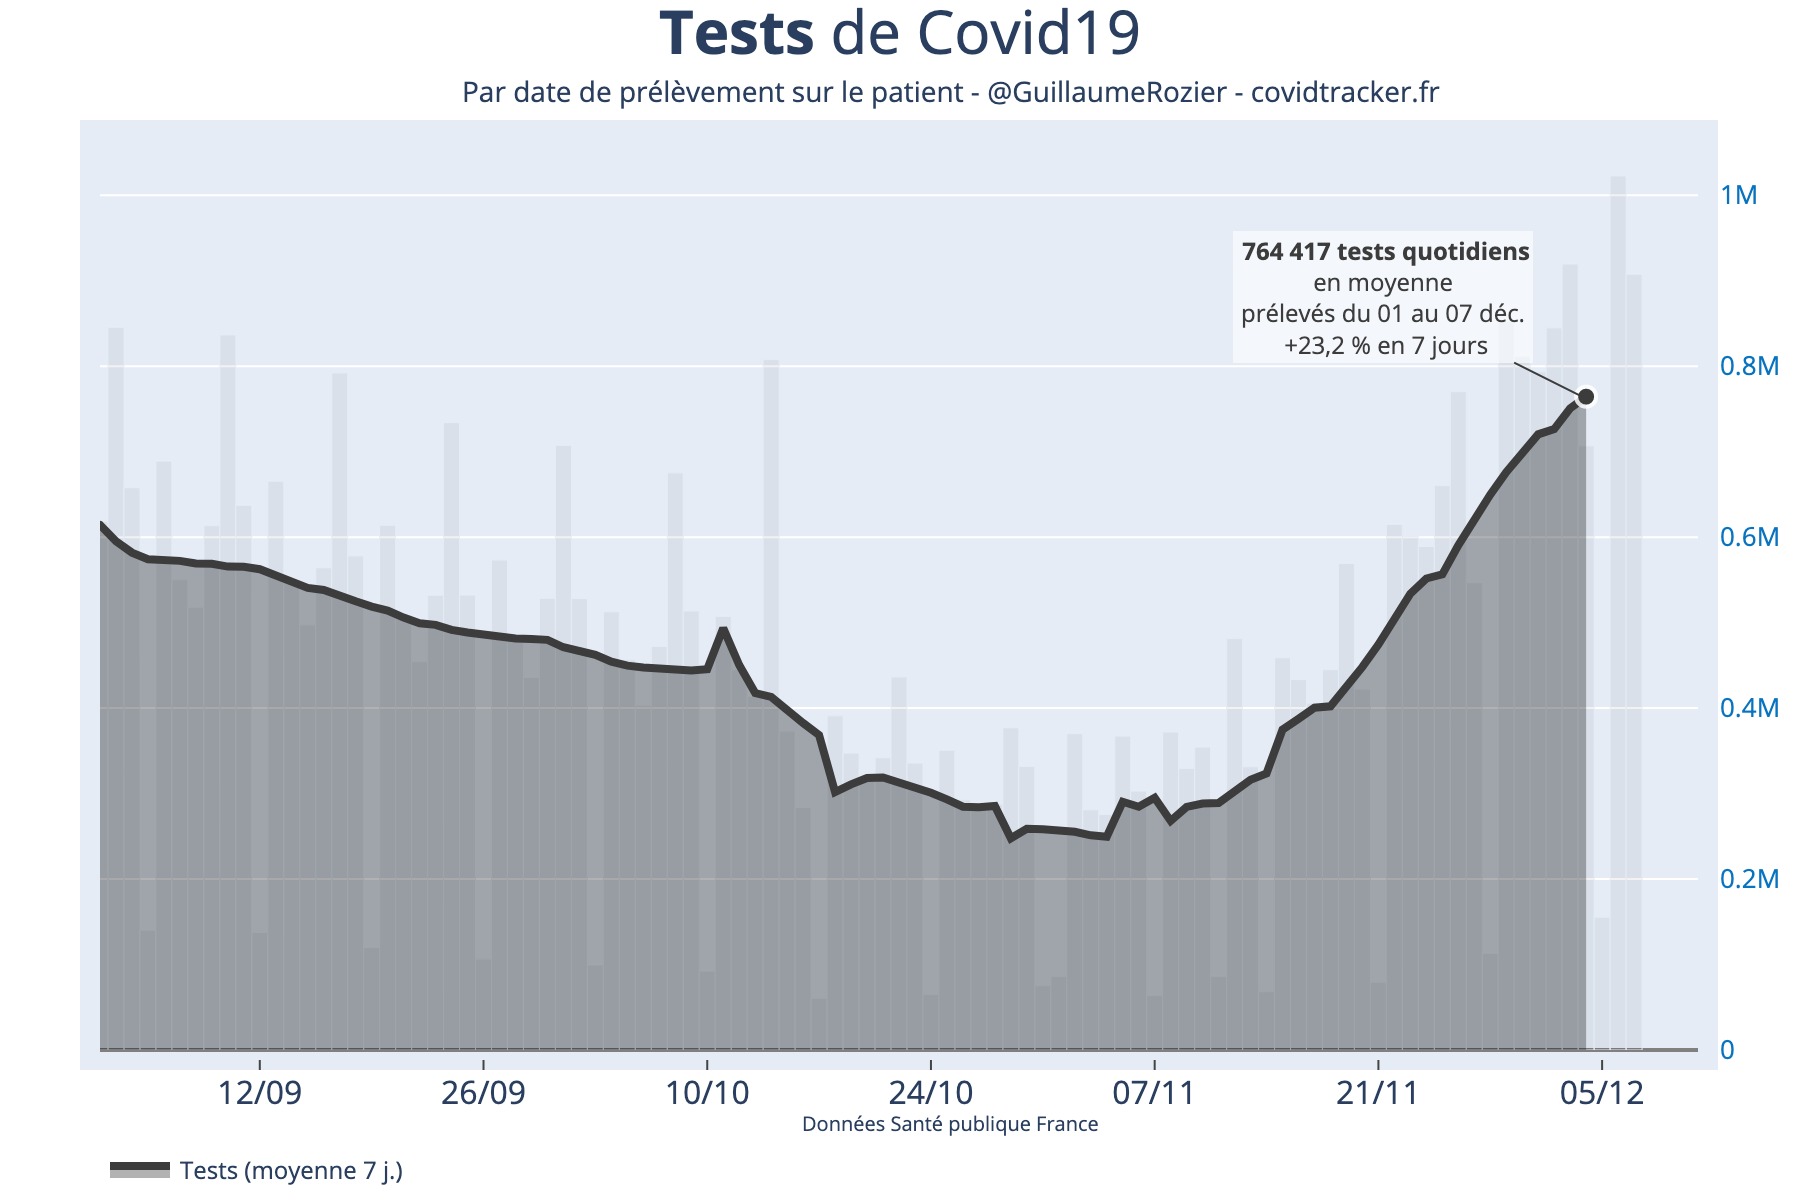 Tests de Covid19
Par date de prélèvement sur le patient - @GuillaumeRozier - covidtracker.fr
1M
764 417 tests quotidiens
en moyenne
prélevés du 01 au 07 déc.
+23,2 % en 7 jours
0.8M
0.6M
0.4M
0.2M
0
12/09 26/09 10/10 24/10 07/11 21/11 05/12
Données Santé publique France
Tests (moyenne 7 j.)